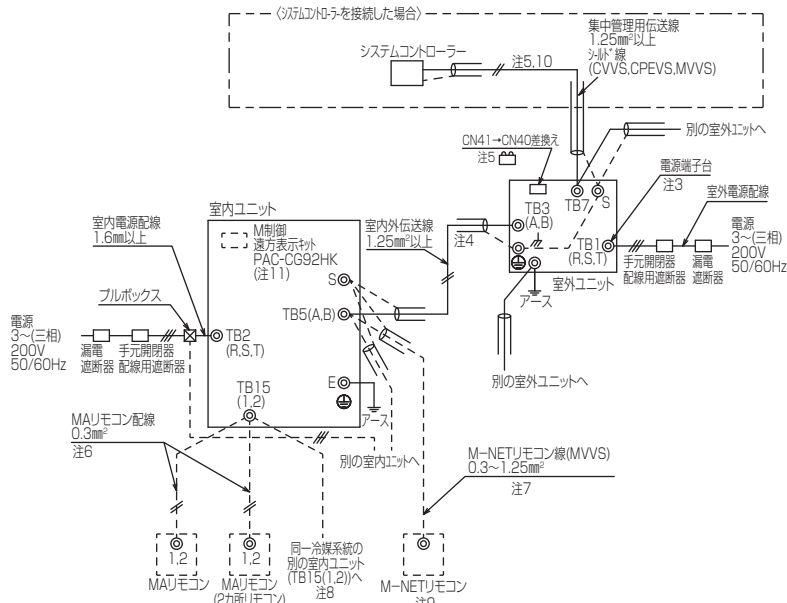 〈システムコントローラーを接続した場合〉
システムコントローラー
注5,10
集中管理用伝送線
1.25mm²以上
シールド線
(CVVS,CPEVS,MVVS)
CN41→CN40差換え
注5
別の室外ユニットへ
電源端子台
注3
TB3
(A,B)
TB7
S
TB1
(R,S,T)
室外電源配線
電源
3~(三相)
200V
50/60Hz
手元開閉器
配線用遮断器
漏電
遮断器
アース
室外ユニット
別の室外ユニットへ
室内外伝送線
1.25mm²以上
注4
室内ユニット
M制御
遠方表示キット
PAC-CG92HK
(注11)
S
TB5(A,B)
室内電源配線
1.6mm以上
プルボックス
電源
3~(三相)
200V
50/60Hz
漏電
遮断器
手元開閉器
配線用遮断器
TB2
(R,S,T)
TB15
(1,2)
E
アース
MAリモコン配線
0.3mm²
注6
別の室内ユニットへ
M-NETリモコン線(MVVS)
0.3~1.25mm²
注7
1,2
MAリモコン
1,2
MAリモコン
(2カ所リモコン)
同一冷媒系統の
別の室内ユニット
(TB15(1,2))へ
注8
M-NETリモコン
注9